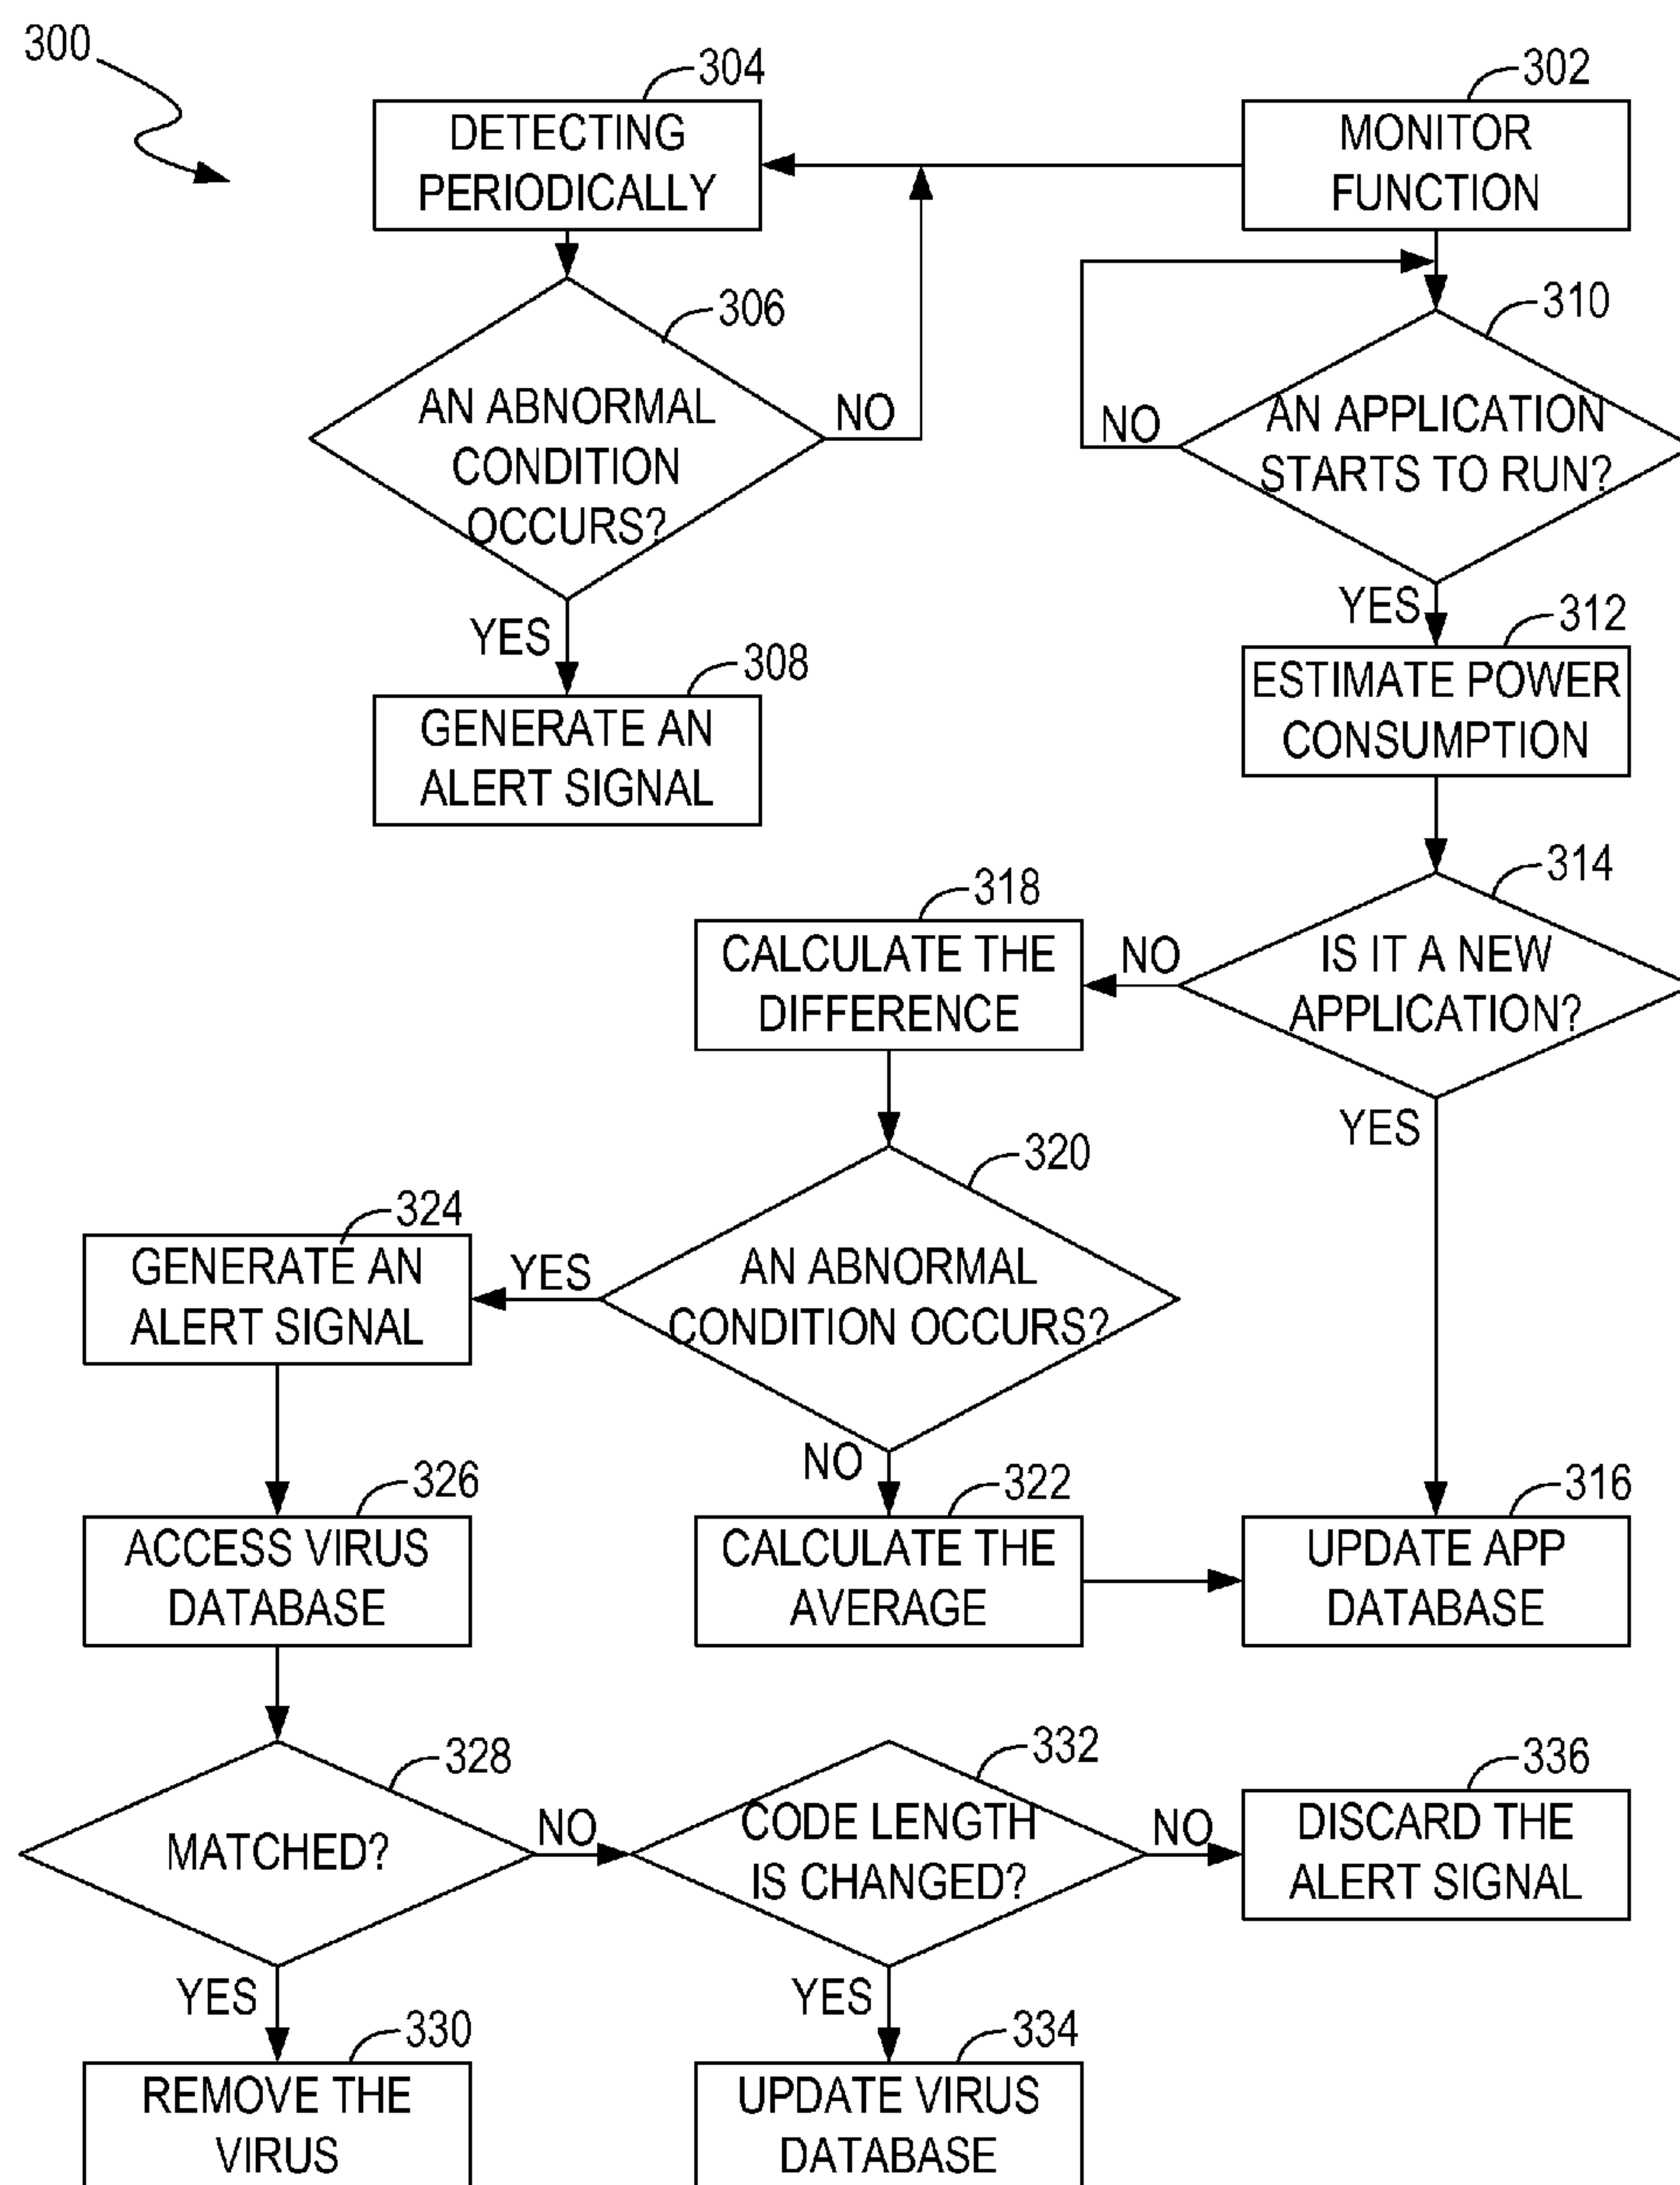 300
304
302
DETECTING
PERIODICALLY
MONITOR
FUNCTION
306
310
AN ABNORMAL
CONDITION
OCCURS?
NO
AN APPLICATION
STARTS TO RUN?
NO
YES
YES
312
308
ESTIMATE POWER
CONSUMPTION
GENERATE AN
ALERT SIGNAL
314
318
CALCULATE THE
DIFFERENCE
NO
IS IT A NEW
APPLICATION?
YES
320
324
GENERATE AN
ALERT SIGNAL
YES
AN ABNORMAL
CONDITION OCCURS?
NO
326
322
316
ACCESS VIRUS
DATABASE
CALCULATE THE
AVERAGE
UPDATE APP
DATABASE
328
332
336
MATCHED?
NO
CODE LENGTH
IS CHANGED?
NO
DISCARD THE
ALERT SIGNAL
YES
YES
330
334
REMOVE THE
VIRUS
UPDATE VIRUS
DATABASE